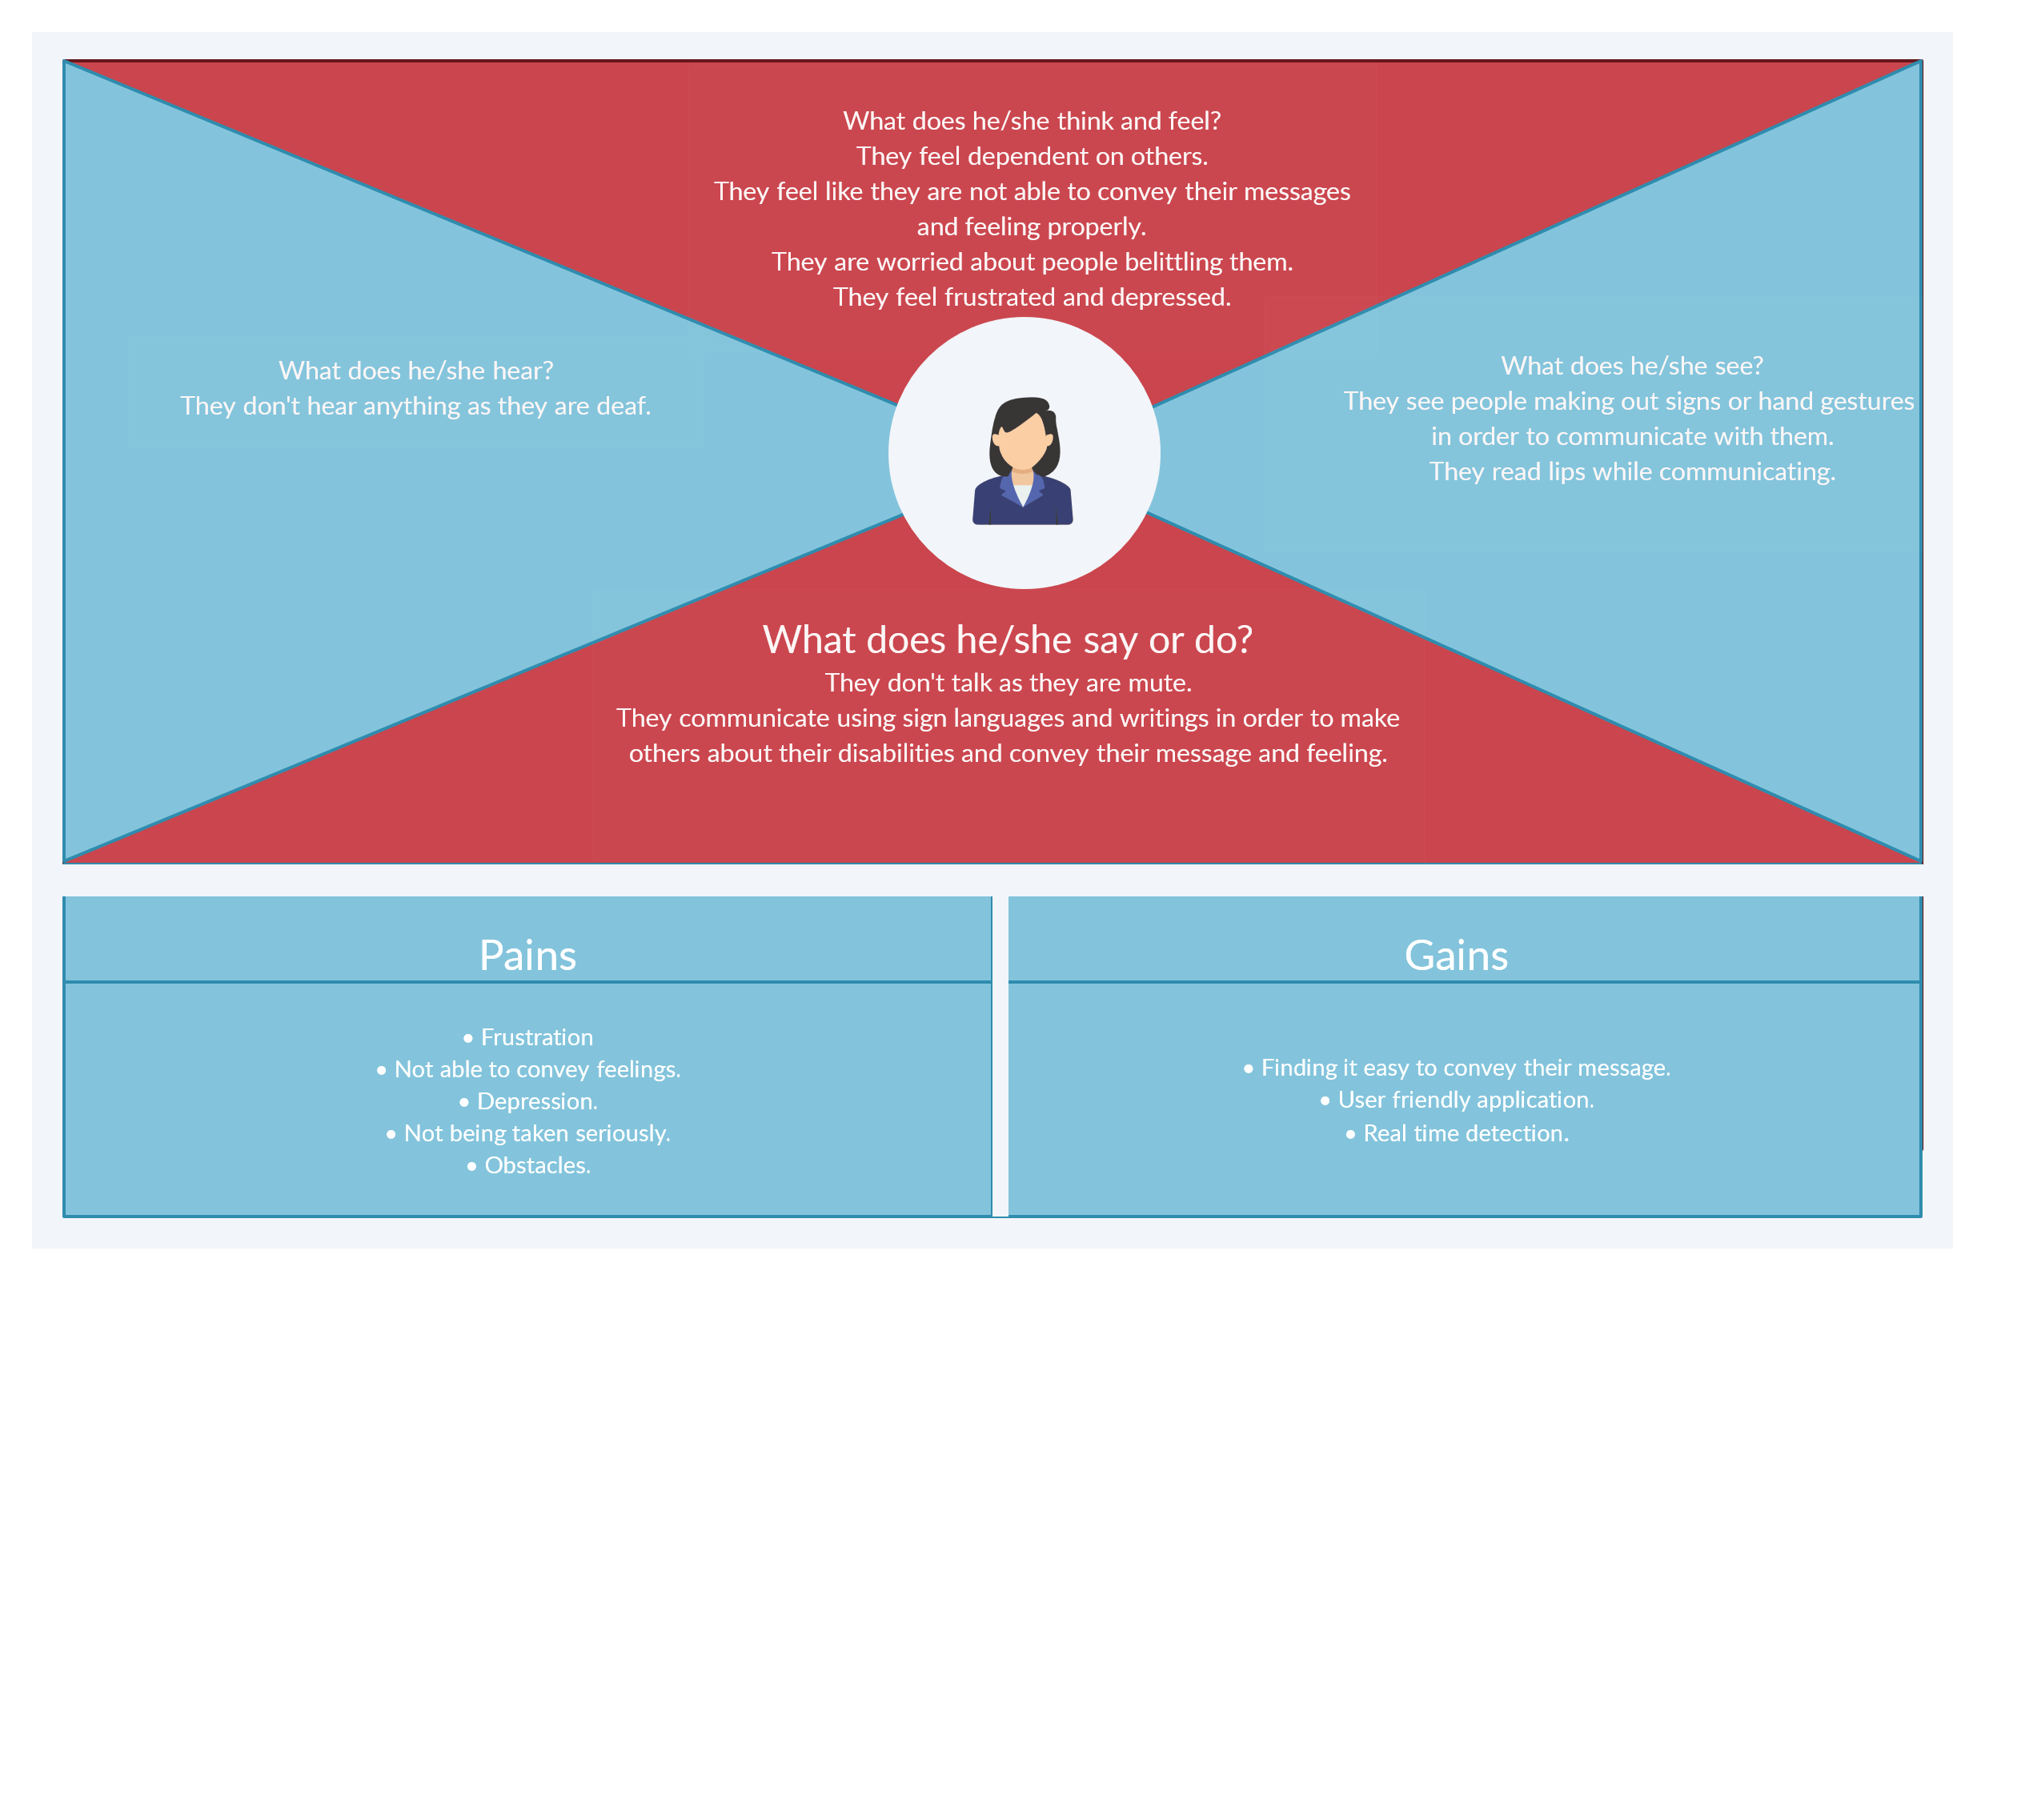 What does he/she think and feel?
They feel dependent on others.
They feel like they are not able to convey their messages
and feeling properly.
They are worried about people belittling them.
They feel frustrated and depressed.
What does he/she hear?
They don't hear anything as they are deaf.
What does he/she see?
They see people making out signs or hand gestures
in order to communicate with them.
They read lips while communicating.
What does he/she say or do?
They don't talk as they are mute.
They communicate using sign languages and writings in order to make
others about their disabilities and convey their message and feeling.
Pains
• Frustration
• Not able to convey feelings.
• Depression.
• Not being taken seriously.
• Obstacles.
Gains
• Finding it easy to convey their message.
• User friendly application.
• Real time detection.